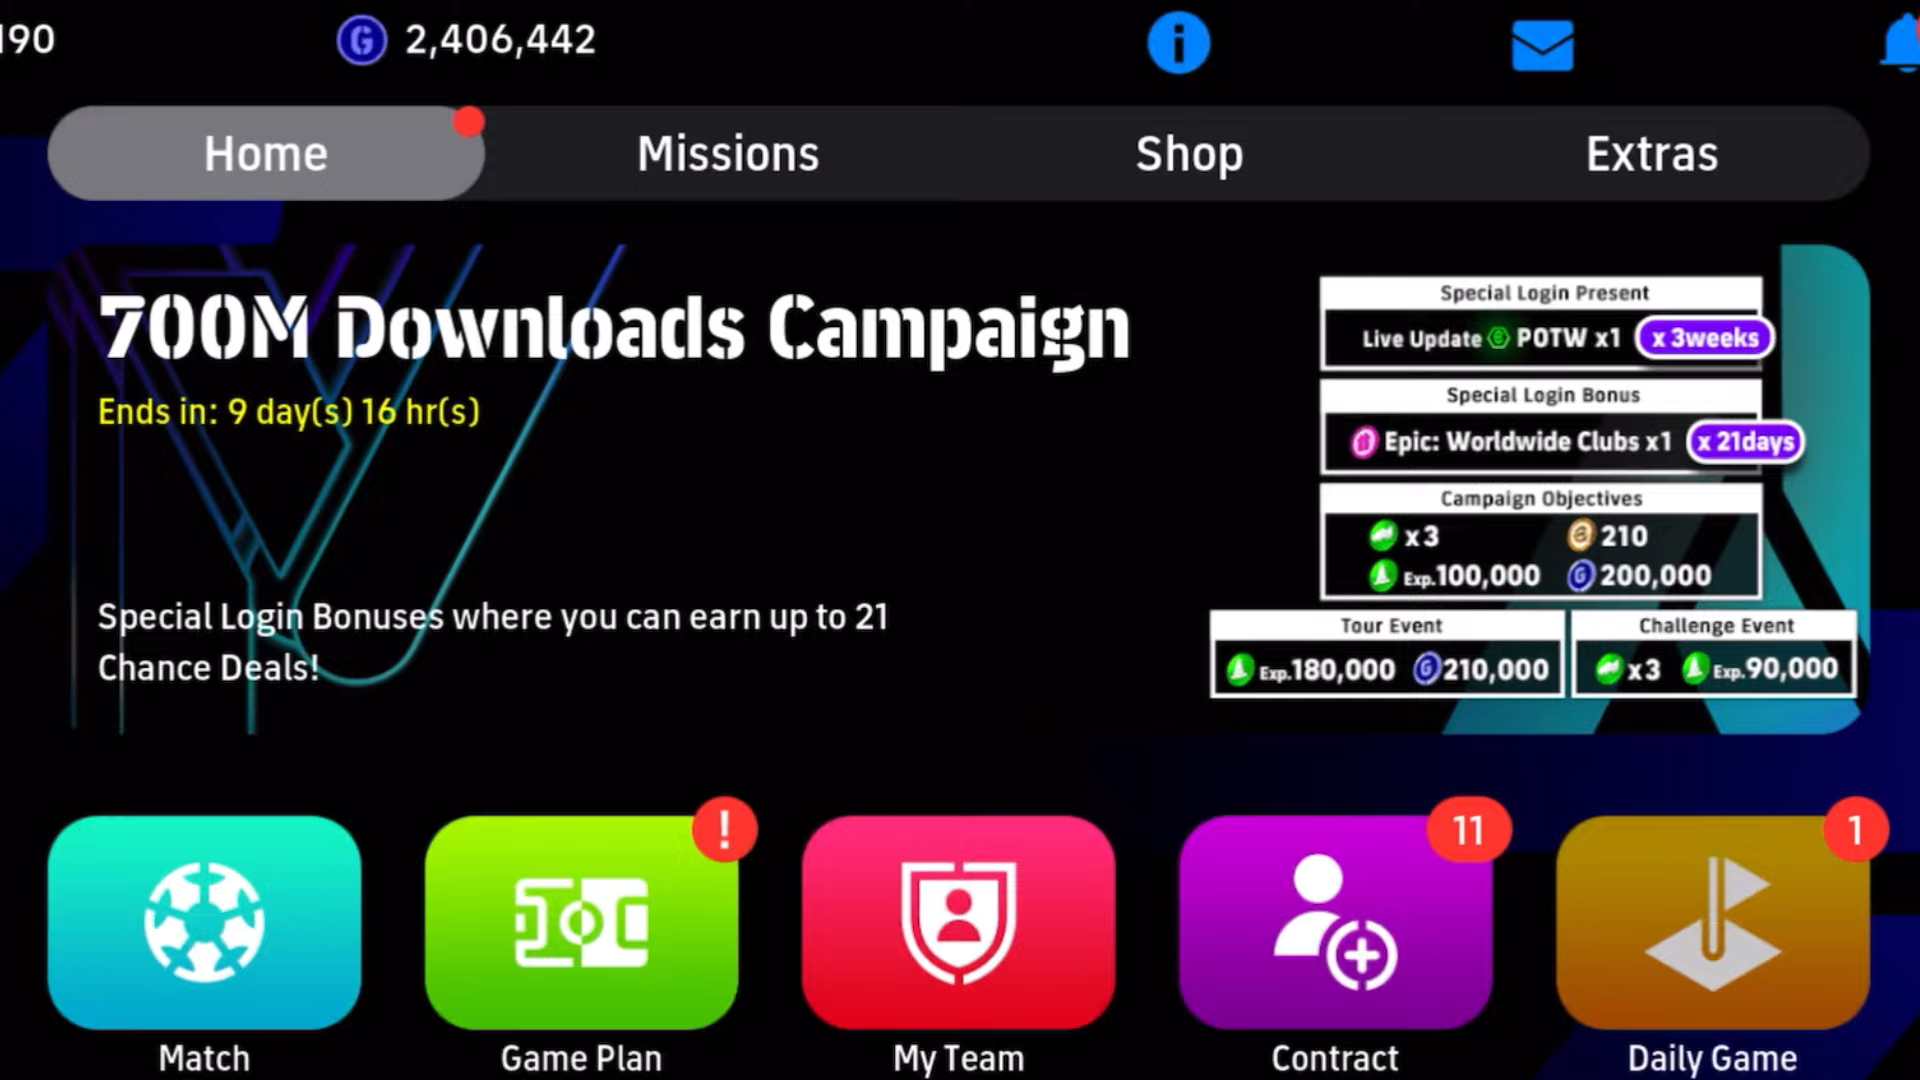 190
2,406,442
Home
Missions
Shop
Extras
700M Downloads Campaign
Ends in: 9 day(s) 16 hr(s)
Special Login Bonuses where you can earn up to 21
Chance Deals!
Special Login Present
Live Update POTW x1 x 3weeks
Special Login Bonus
Epic: Worldwide Clubs x1 x 21days
Campaign Objectives
x3 210
Exp.100,000 200,000
Tour Event
Exp.180,000 210,000
Challenge Event
x3 Exp.90,000
!
11
1
Match
Game Plan
My Team
Contract
Daily Game